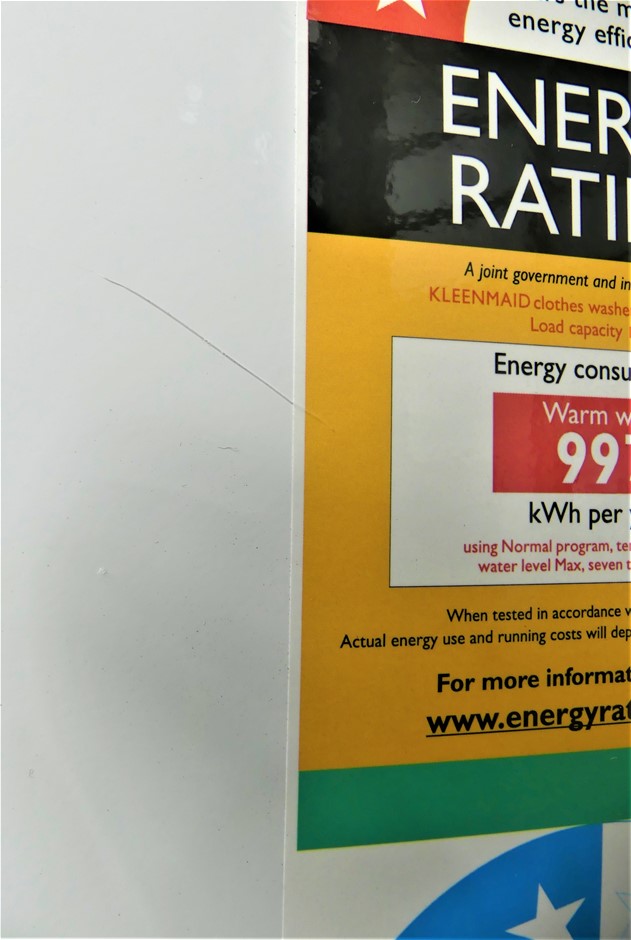 the m
energy effic
ENER
RATI
A joint government and in
KLEENMAID clothes washe
Load capacity
Energy consu
Warm w
997
kWh per y
using Normal program, te
water level Max, seven t
When tested in accordance w
Actual energy use and running costs will dep
For more informat
www.energyrat